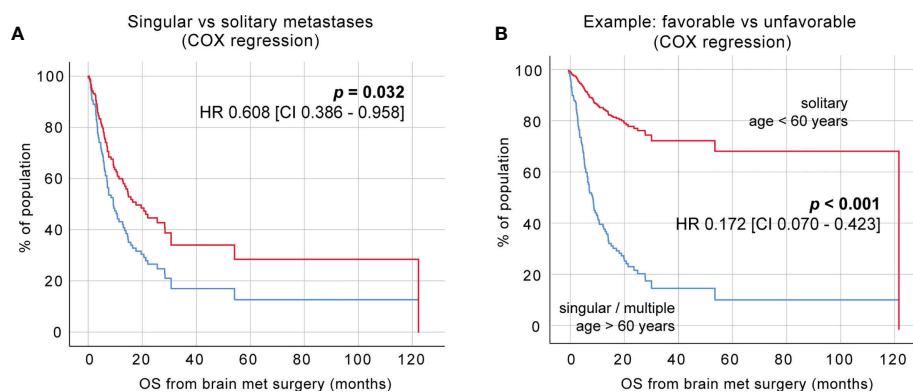 A
Singular vs solitary metastases
(COX regression)
% of population
100
80
60
40
20
0
p = 0.032
HR 0.608 [CI 0.386 - 0.958]
0 20 40 60 80 100 120
OS from brain met surgery (months)
B
Example: favorable vs unfavorable
(COX regression)
% of population
100
80
60
40
20
0
solitary
age < 60 years
p < 0.001
HR 0.172 [CI 0.070 - 0.423]
singular / multiple
age > 60 years
0 20 40 60 80 100 120
OS from brain met surgery (months)